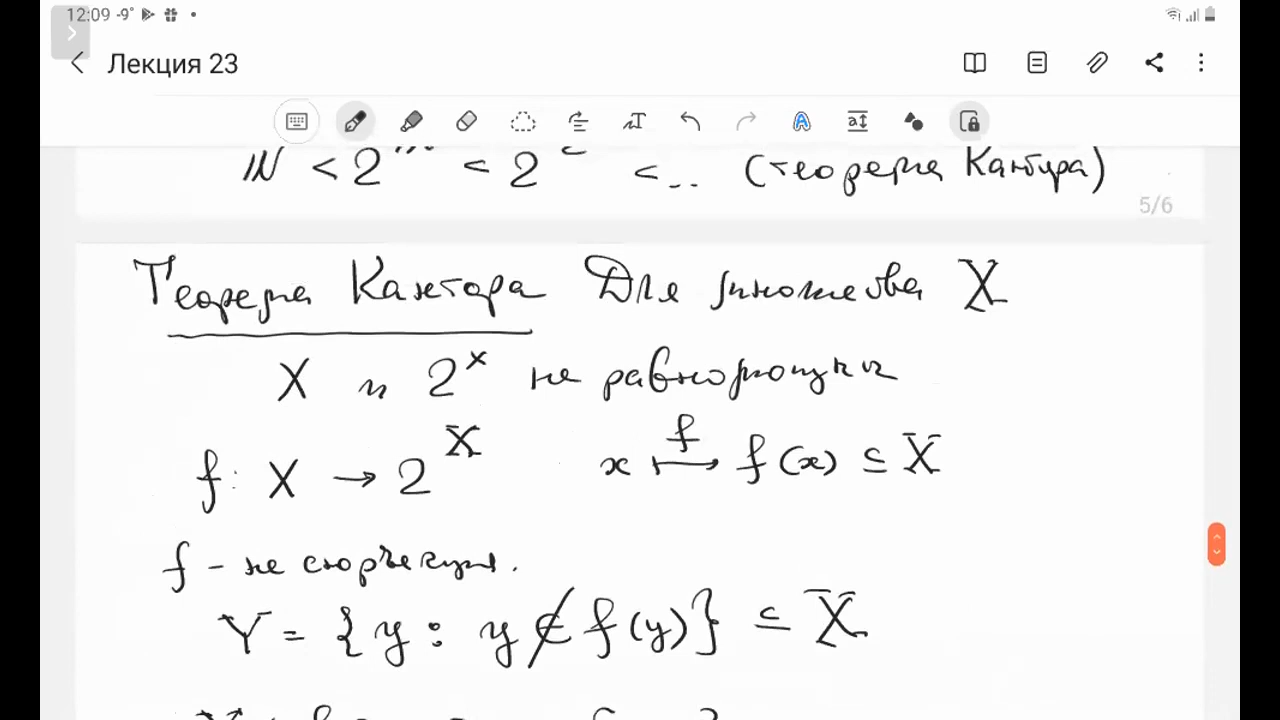 12:09 -9°
Лекция 23
ℕ < 2 < 2 < .. (теорема Кантора)
5/6
Теорема Кантора Для множества X
X и 2^x не равномощны
f: X → 2^X x ↦^f f(x) ⊆ X
f - не сюръекция.
Y = {y : y ∉ f(y)} ⊆ X